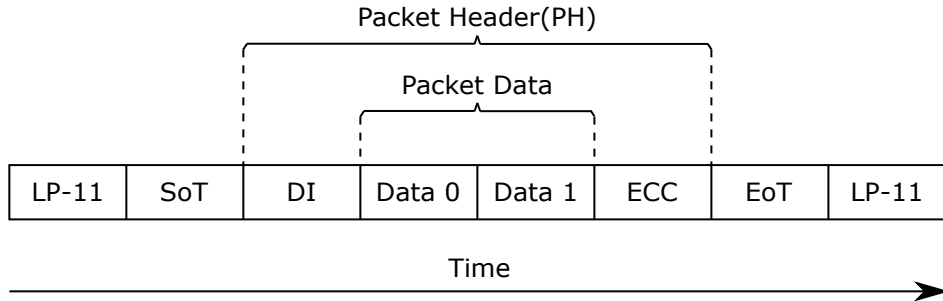 Packet Header(PH)
Packet Data
LP-11 SoT DI Data 0 Data 1 ECC EoT LP-11
Time